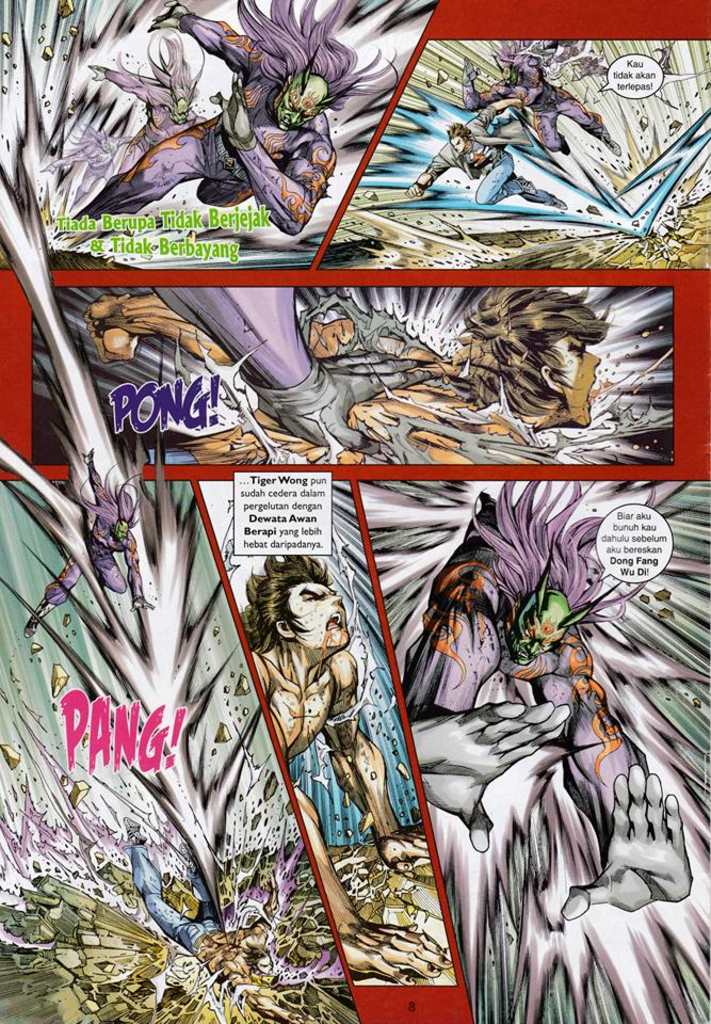 Tiada Berupa Tidak Berjejak
& Tidak Berbayang
Kau
tidak akan
terlepas!
PONG!
PANG!
...Tiger Wong pun
sudah cedera dalam
pergelutan dengan
Dewata Awan
Berapi yang lebih
hebat daripadanya.
Biar aku
bunuh kau
dahulu sebelum
aku bereskan
Dong Fang
Wu Di!
8